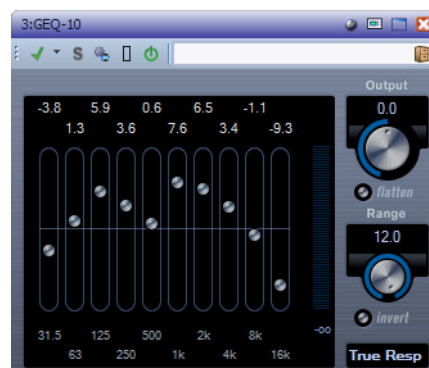 3:GEQ-10
S
Output
-3.8 5.9 0.6 6.5 -1.1
0.0
1.3 3.6 7.6 3.4 -9.3
flatten
Range
12.0
invert
-oo
31.5 125 500 2k 8k
63 250 1k 4k 16k
True Resp